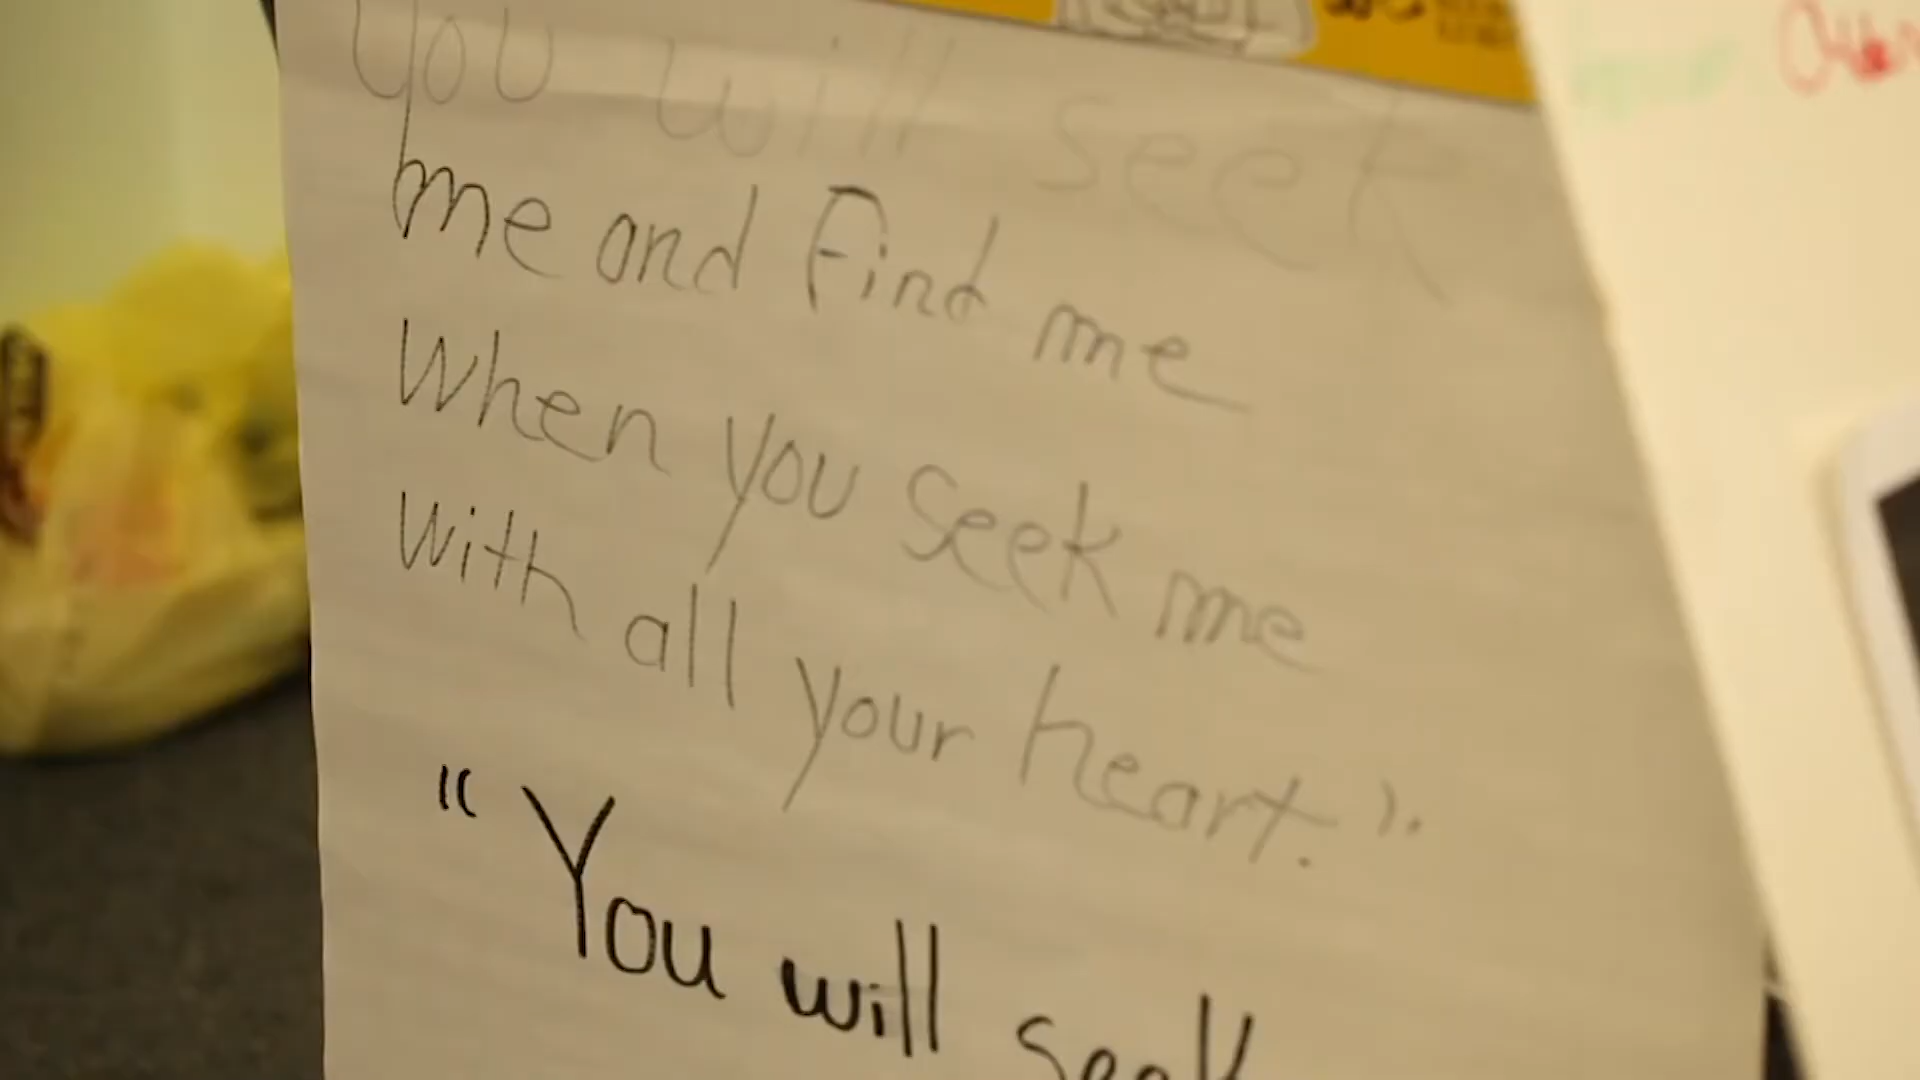 You will seek
me and Find me
When you seek me
with all your heart."
"You will seek